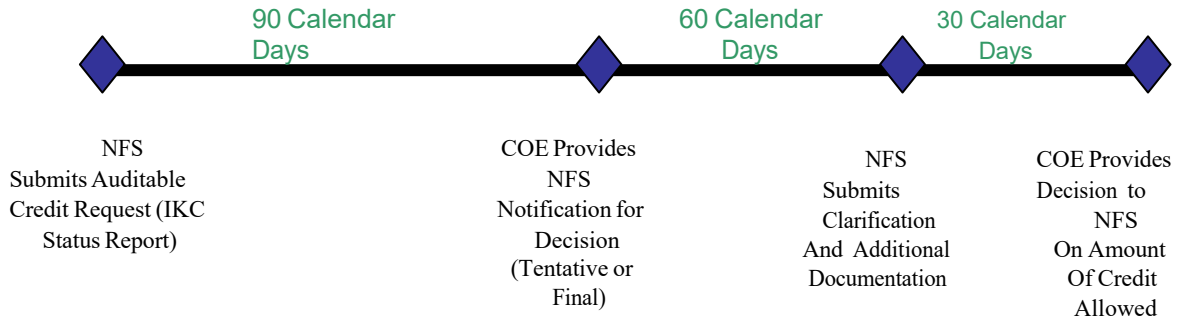 90 Calendar
Days
60 Calendar
Days
30 Calendar
Days
NFS
Submits Auditable
Credit Request (IKC
Status Report)
COE Provides
NFS
Notification for
Decision
(Tentative or
Final)
NFS
Submits
Clarification
And Additional
Documentation
COE Provides
Decision to
NFS
On Amount
Of Credit
Allowed